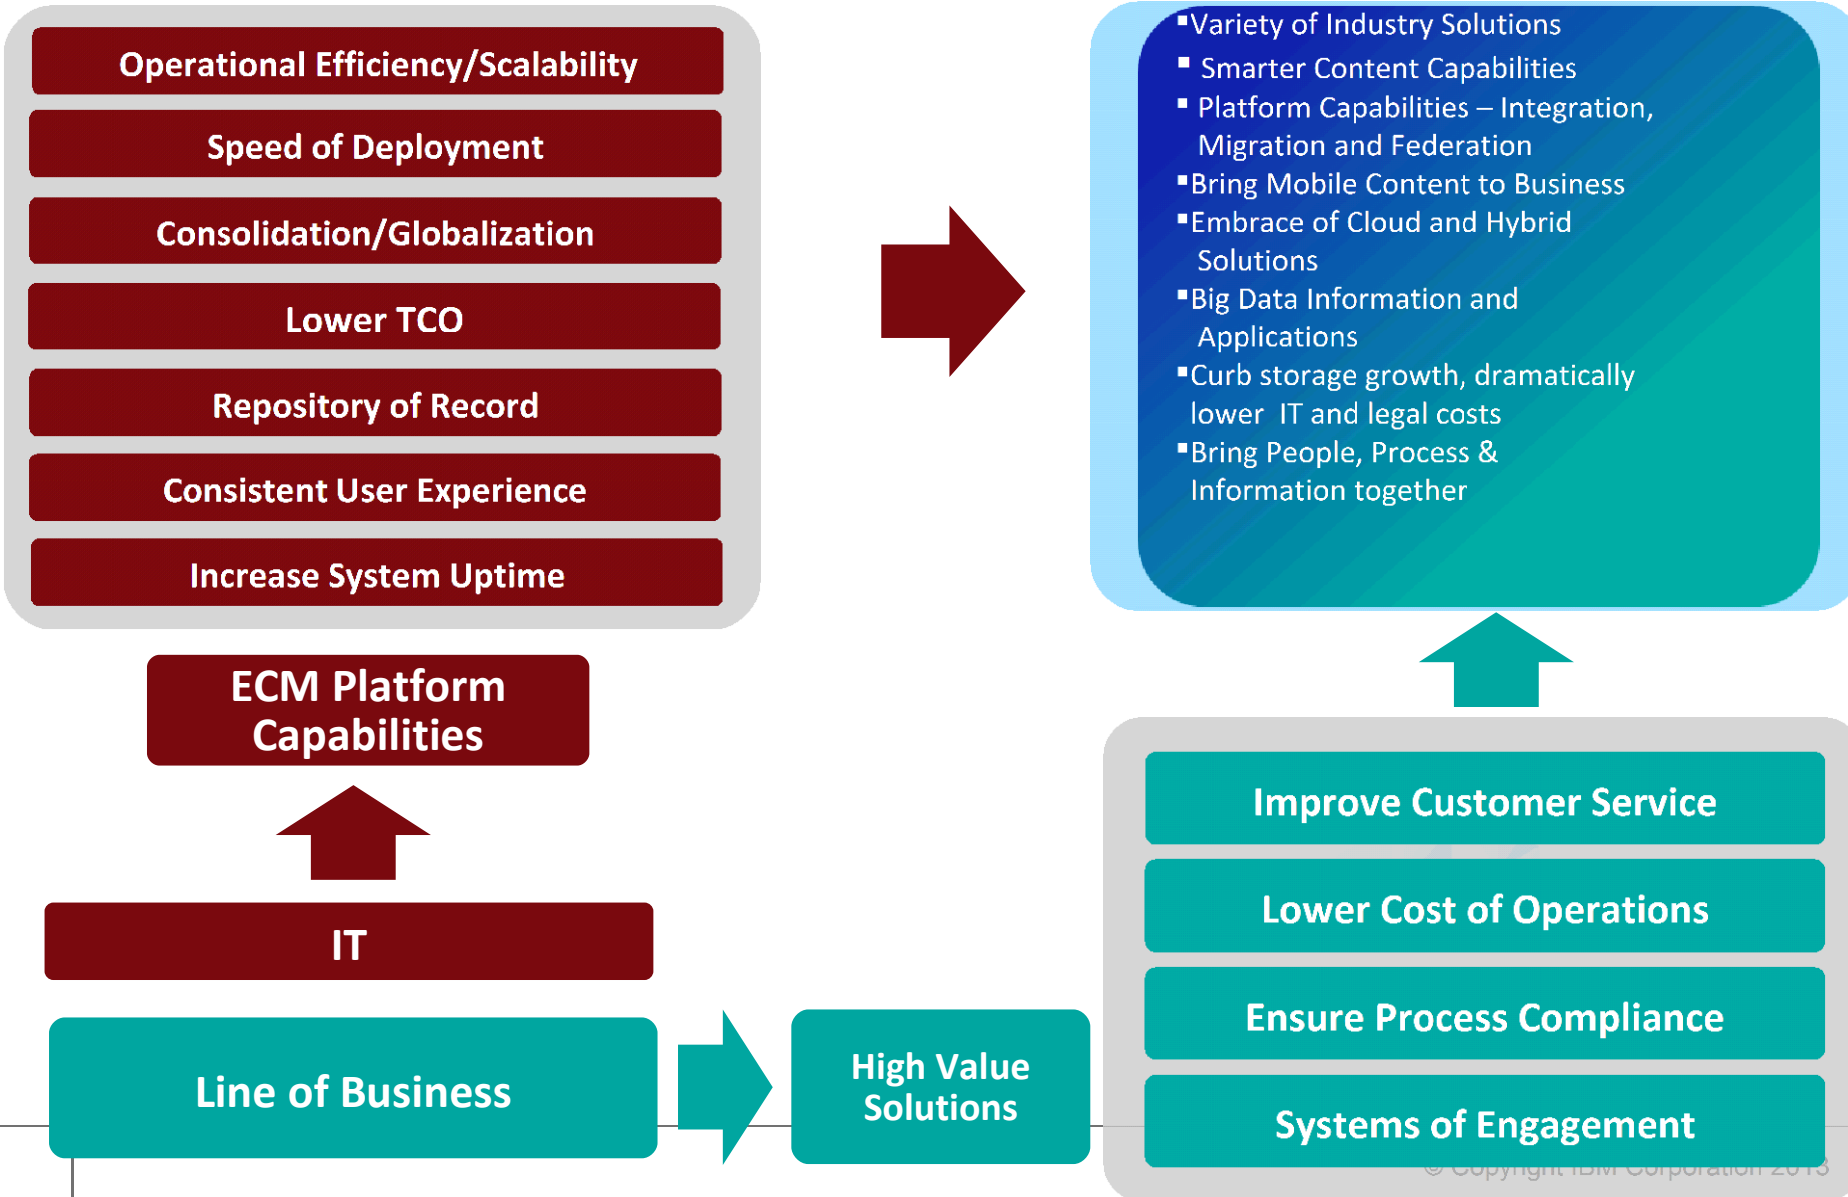 Operational Efficiency/Scalability
Speed of Deployment
Consolidation/Globalization
Lower TCO
Repository of Record
Consistent User Experience
Increase System Uptime
ECM Platform
Capabilities
IT
Line of Business
High Value
Solutions
▪Variety of Industry Solutions
▪ Smarter Content Capabilities
▪ Platform Capabilities – Integration,
Migration and Federation
▪Bring Mobile Content to Business
▪Embrace of Cloud and Hybrid
Solutions
▪Big Data Information and
Applications
▪Curb storage growth, dramatically
lower IT and legal costs
▪Bring People, Process &
Information together
Improve Customer Service
Lower Cost of Operations
Ensure Process Compliance
Systems of Engagement
© Copyright IBM Corporation 2013